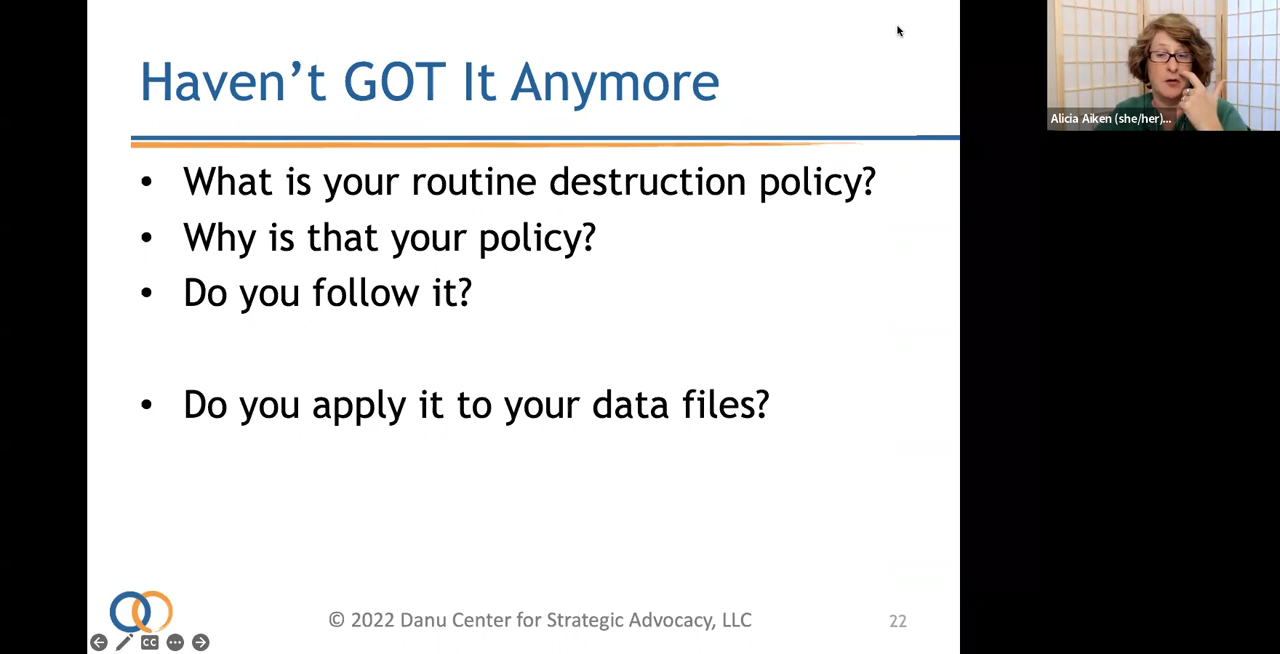 Haven't GOT It Anymore
• What is your routine destruction policy?
• Why is that your policy?
• Do you follow it?
• Do you apply it to your data files?
© 2022 Danu Center for Strategic Advocacy, LLC
22
CC
Alicia Aiken (she/her)...